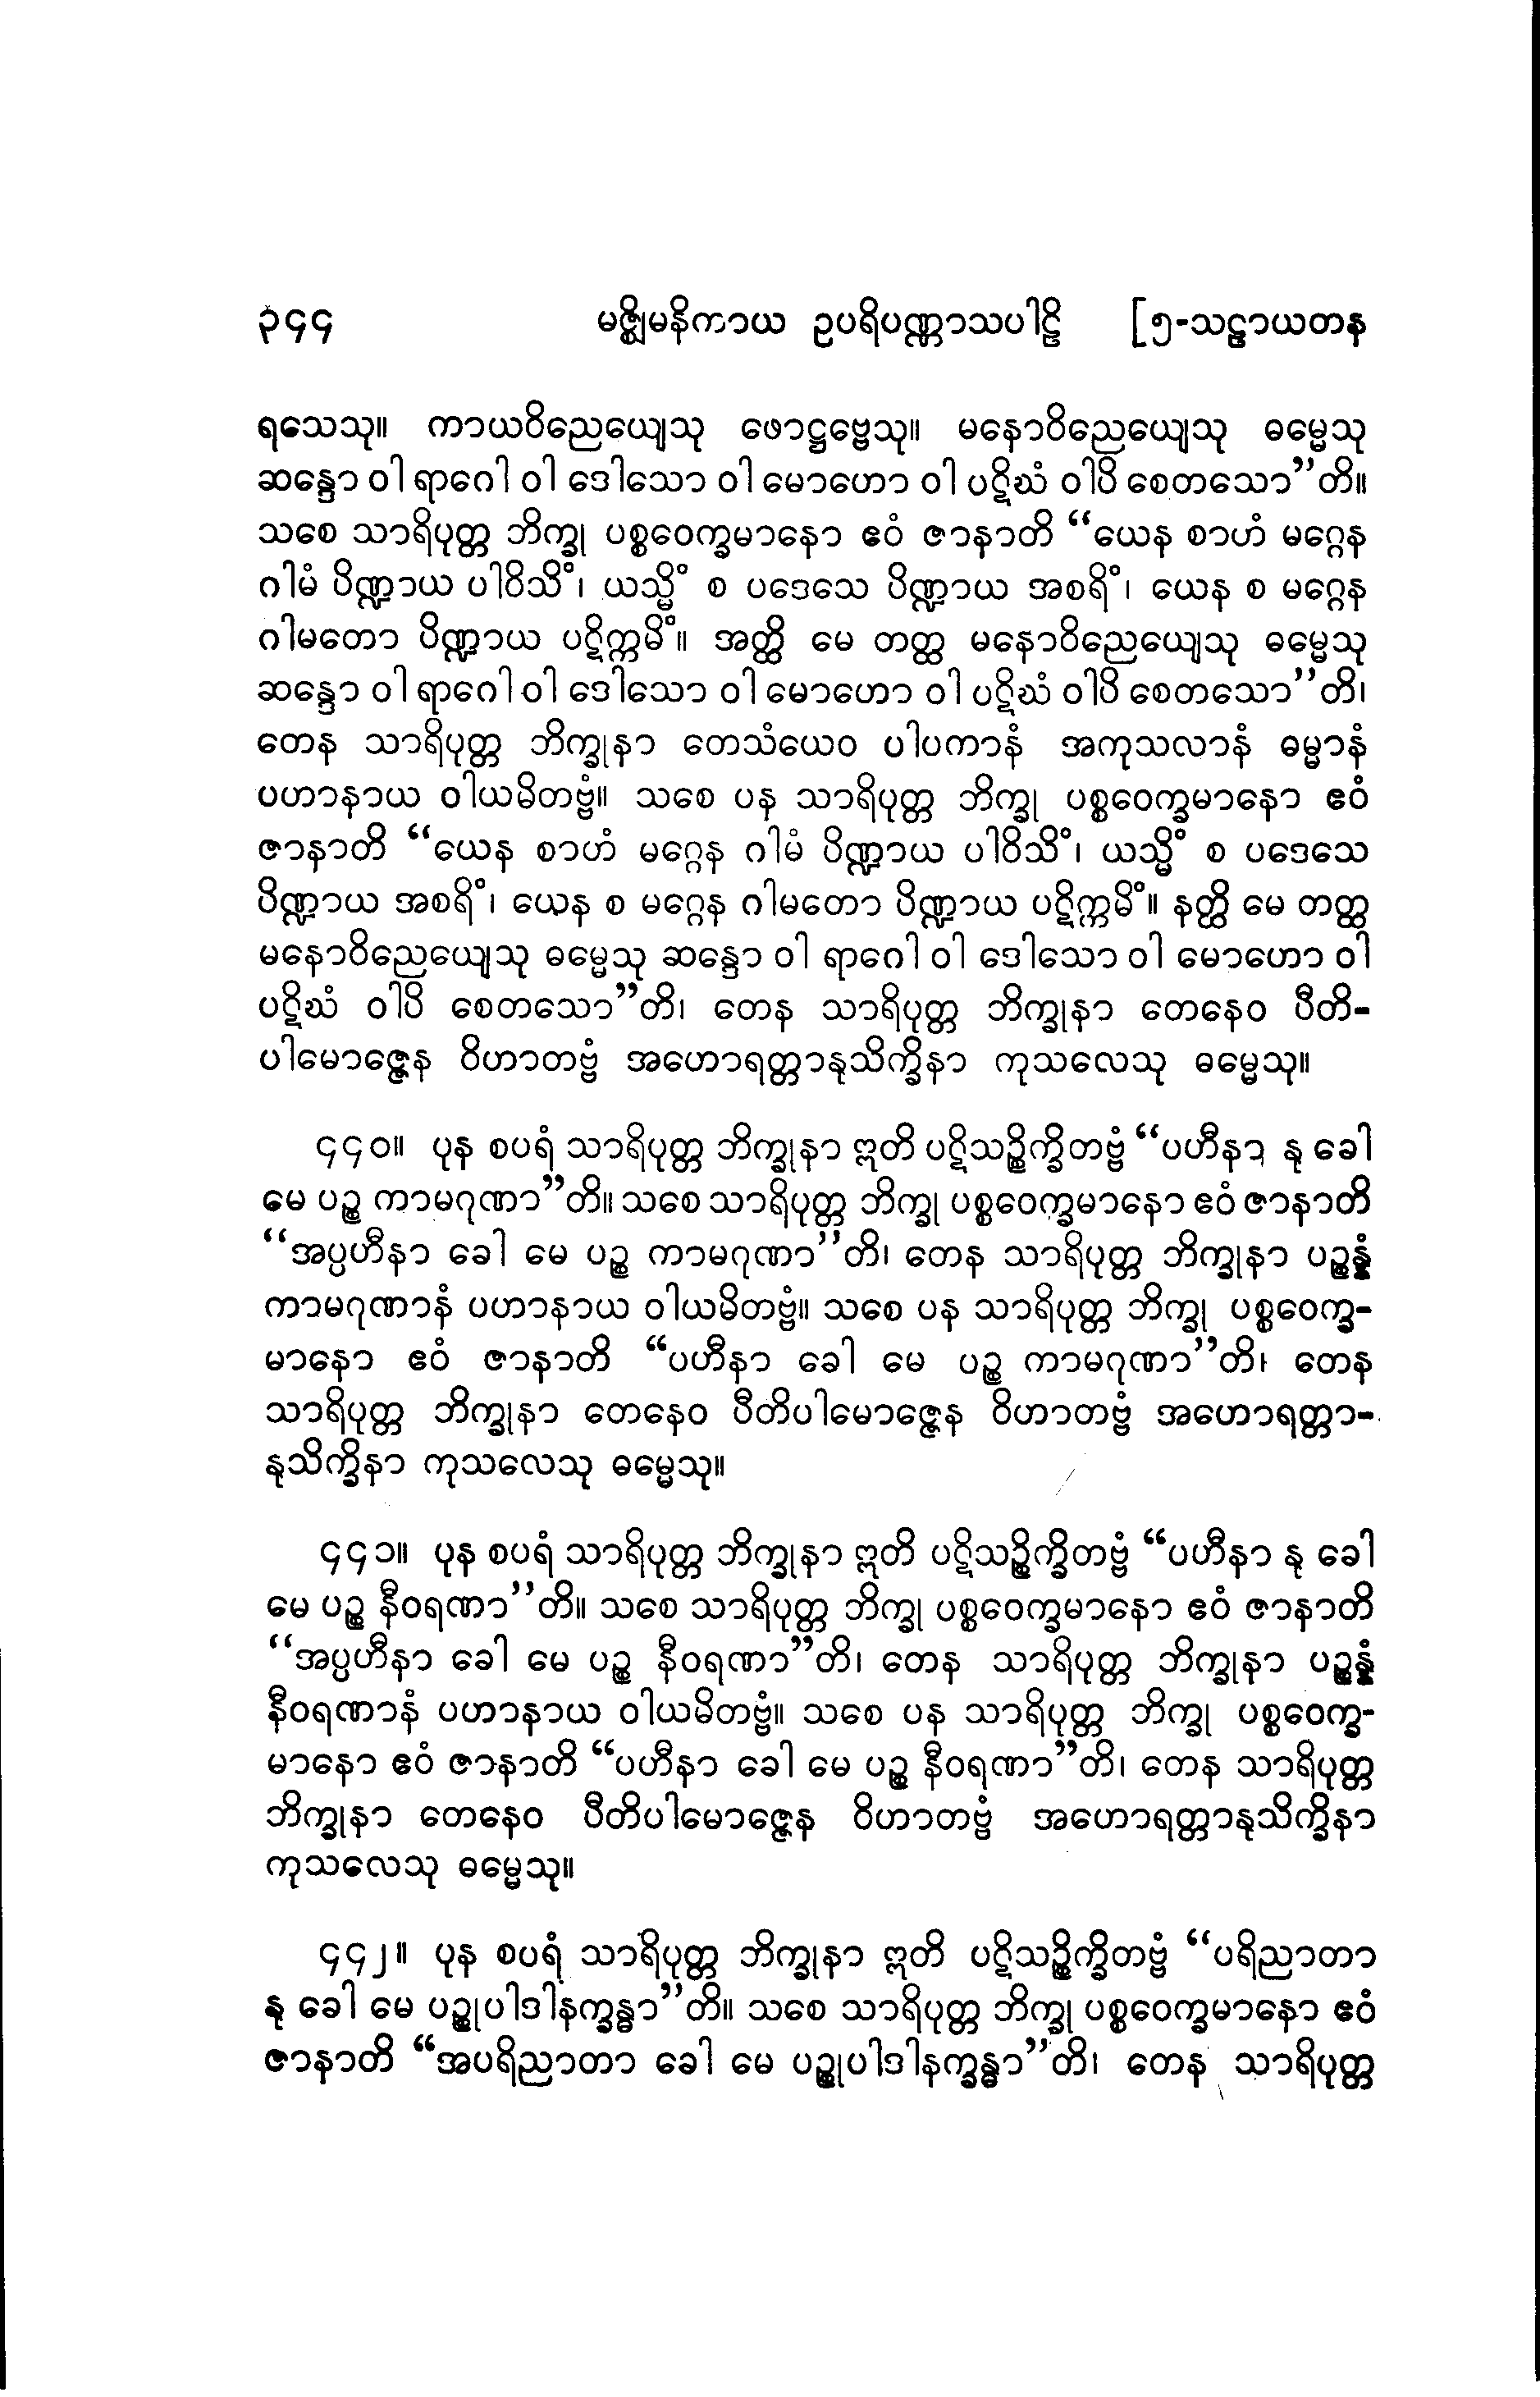 ၃၄၄ မဇ္ဈိမနိကာယ ဥပရိပဏ္ဏာသပါဠိ [၅-သဠာယတန
ရသေသု။ ကာယဝိညေယျေသု ဖောဋ္ဌဗ္ဗေသု။ မနောဝိညေယျေသု ဓမ္မေသု
ဆန္ဒော ဝါ ရာဂေါ ဝါ ဒေါသော ဝါ မောဟော ဝါ ပဋိဃံ ဝါပိ စေတသော”တိ။
သစေ သာရိပုတ္တ ဘိက္ခု ပစ္စဝေက္ခမာနော ဧဝံ ဇာနာတိ “ယေန စာဟံ မဂ္ဂေန
ဂါမံ ပိဏ္ဍာယ ပါဝိသိံ၊ ယသ္မိံ စ ပဒေသေ ပိဏ္ဍာယ အစရိံ၊ ယေန စ မဂ္ဂေန
ဂါမတော ပိဏ္ဍာယ ပဋိက္ကမိံ။ အတ္ထိ မေ တတ္ထ မနောဝိညေယျေသု ဓမ္မေသု
ဆန္ဒော ဝါ ရာဂေါ ဝါ ဒေါသော ဝါ မောဟော ဝါ ပဋိဃံ ဝါပိ စေတသော”တိ၊
တေန သာရိပုတ္တ ဘိက္ခုနာ တေသံယေဝ ပါပကာနံ အကုသလာနံ ဓမ္မာနံ
ပဟာနာယ ဝါယမိတဗ္ဗံ။ သစေ ပန သာရိပုတ္တ ဘိက္ခု ပစ္စဝေက္ခမာနော ဧဝံ
ဇာနာတိ “ယေန စာဟံ မဂ္ဂေန ဂါမံ ပိဏ္ဍာယ ပါဝိသိံ၊ ယသ္မိံ စ ပဒေသေ
ပိဏ္ဍာယ အစရိံ၊ ယေန စ မဂ္ဂေန ဂါမတော ပိဏ္ဍာယ ပဋိက္ကမိံ။ နတ္ထိ မေ တတ္ထ
မနောဝိညေယျေသု ဓမ္မေသု ဆန္ဒော ဝါ ရာဂေါ ဝါ ဒေါသော ဝါ မောဟော ဝါ
ပဋိဃံ ဝါပိ စေတသော”တိ၊ တေန သာရိပုတ္တ ဘိက္ခုနာ တေနေဝ ပီတိ-
ပါမောဇ္ဇေန ဝိဟာတဗ္ဗံ အဟောရတ္တာနုသိက္ခိနာ ကုသလေသု ဓမ္မေသု။
၄၄၀။ ပုန စပရံ သာရိပုတ္တ ဘိက္ခုနာ ဣတိ ပဋိသဉ္စိက္ခိတဗ္ဗံ “ပဟီနာ နု ခေါ
မေ ပဉ္စ ကာမဂုဏာ”တိ။ သစေ သာရိပုတ္တ ဘိက္ခု ပစ္စဝေက္ခမာနော ဧဝံ ဇာနာတိ
“အပ္ပဟီနာ ခေါ မေ ပဉ္စ ကာမဂုဏာ”တိ၊ တေန သာရိပုတ္တ ဘိက္ခုနာ ပဉ္စန္နံ
ကာမဂုဏာနံ ပဟာနာယ ဝါယမိတဗ္ဗံ။ သစေ ပန သာရိပုတ္တ ဘိက္ခု ပစ္စဝေက္ခ-
မာနော ဧဝံ ဇာနာတိ “ပဟီနာ ခေါ မေ ပဉ္စ ကာမဂုဏာ”တိ၊ တေန
သာရိပုတ္တ ဘိက္ခုနာ တေနေဝ ပီတိပါမောဇ္ဇေန ဝိဟာတဗ္ဗံ အဟောရတ္တာ-
နုသိက္ခိနာ ကုသလေသု ဓမ္မေသု။
၄၄၁။ ပုန စပရံ သာရိပုတ္တ ဘိက္ခုနာ ဣတိ ပဋိသဉ္စိက္ခိတဗ္ဗံ “ပဟီနာ နု ခေါ
မေ ပဉ္စ နီဝရဏာ”တိ။ သစေ သာရိပုတ္တ ဘိက္ခု ပစ္စဝေက္ခမာနော ဧဝံ ဇာနာတိ
“အပ္ပဟီနာ ခေါ မေ ပဉ္စ နီဝရဏာ”တိ၊ တေန သာရိပုတ္တ ဘိက္ခုနာ ပဉ္စန္နံ
နီဝရဏာနံ ပဟာနာယ ဝါယမိတဗ္ဗံ။ သစေ ပန သာရိပုတ္တ ဘိက္ခု ပစ္စဝေက္ခ-
မာနော ဧဝံ ဇာနာတိ “ပဟီနာ ခေါ မေ ပဉ္စ နီဝရဏာ”တိ၊ တေန သာရိပုတ္တ
ဘိက္ခုနာ တေနေဝ ပီတိပါမောဇ္ဇေန ဝိဟာတဗ္ဗံ အဟောရတ္တာနုသိက္ခိနာ
ကုသလေသု ဓမ္မေသု။
၄၄၂။ ပုန စပရံ သာရိပုတ္တ ဘိက္ခုနာ ဣတိ ပဋိသဉ္စိက္ခိတဗ္ဗံ “ပရိညာတာ
နု ခေါ မေ ပဉ္စုပါဒါနက္ခန္ဓာ”တိ။ သစေ သာရိပုတ္တ ဘိက္ခု ပစ္စဝေက္ခမာနော ဧဝံ
ဇာနာတိ “အပရိညာတာ ခေါ မေ ပဉ္စုပါဒါနက္ခန္ဓာ”တိ၊ တေန သာရိပုတ္တ